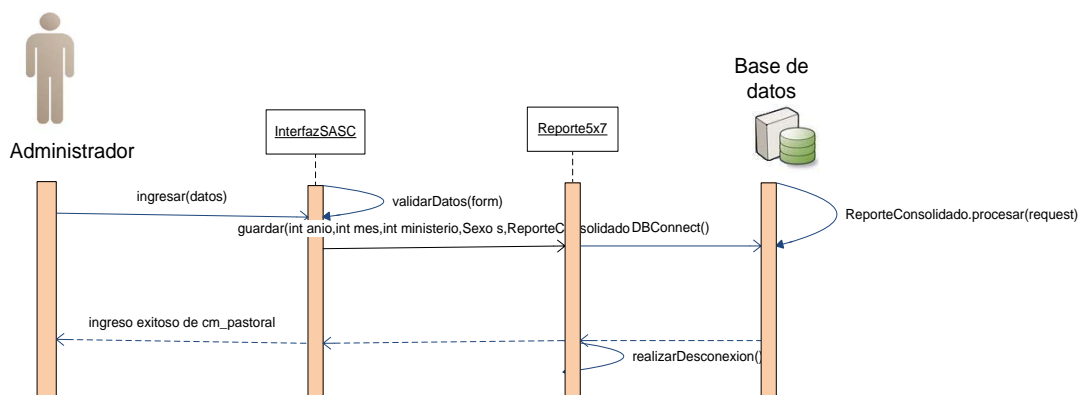 Base de
datos
Administrador
InterfazSASC
Reporte5x7
ingresar(datos)
validarDatos(form)
ReporteConsolidado.procesar(request)
guardar(int anio,int mes,int ministerio,Sexo s,ReporteConsolidado
DBConnect()
ingreso exitoso de cm_pastoral
realizarDesconexion()